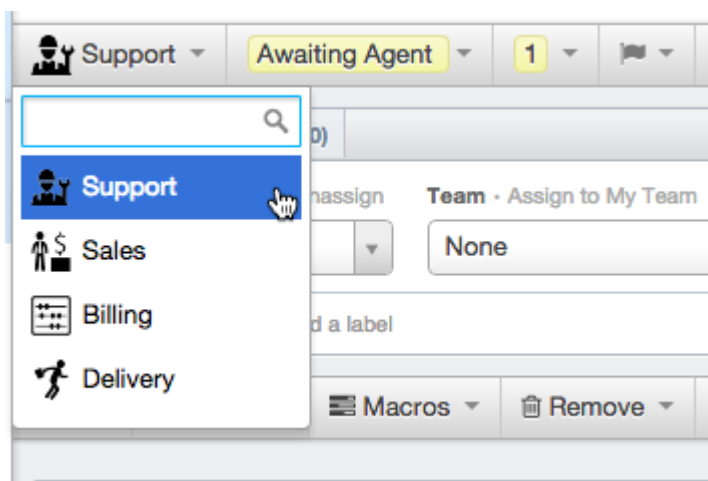 Support Awaiting Agent 1
0)
Support
nassign Team · Assign to My Team
Sales
None
Billing
d a label
Delivery
Macros Remove